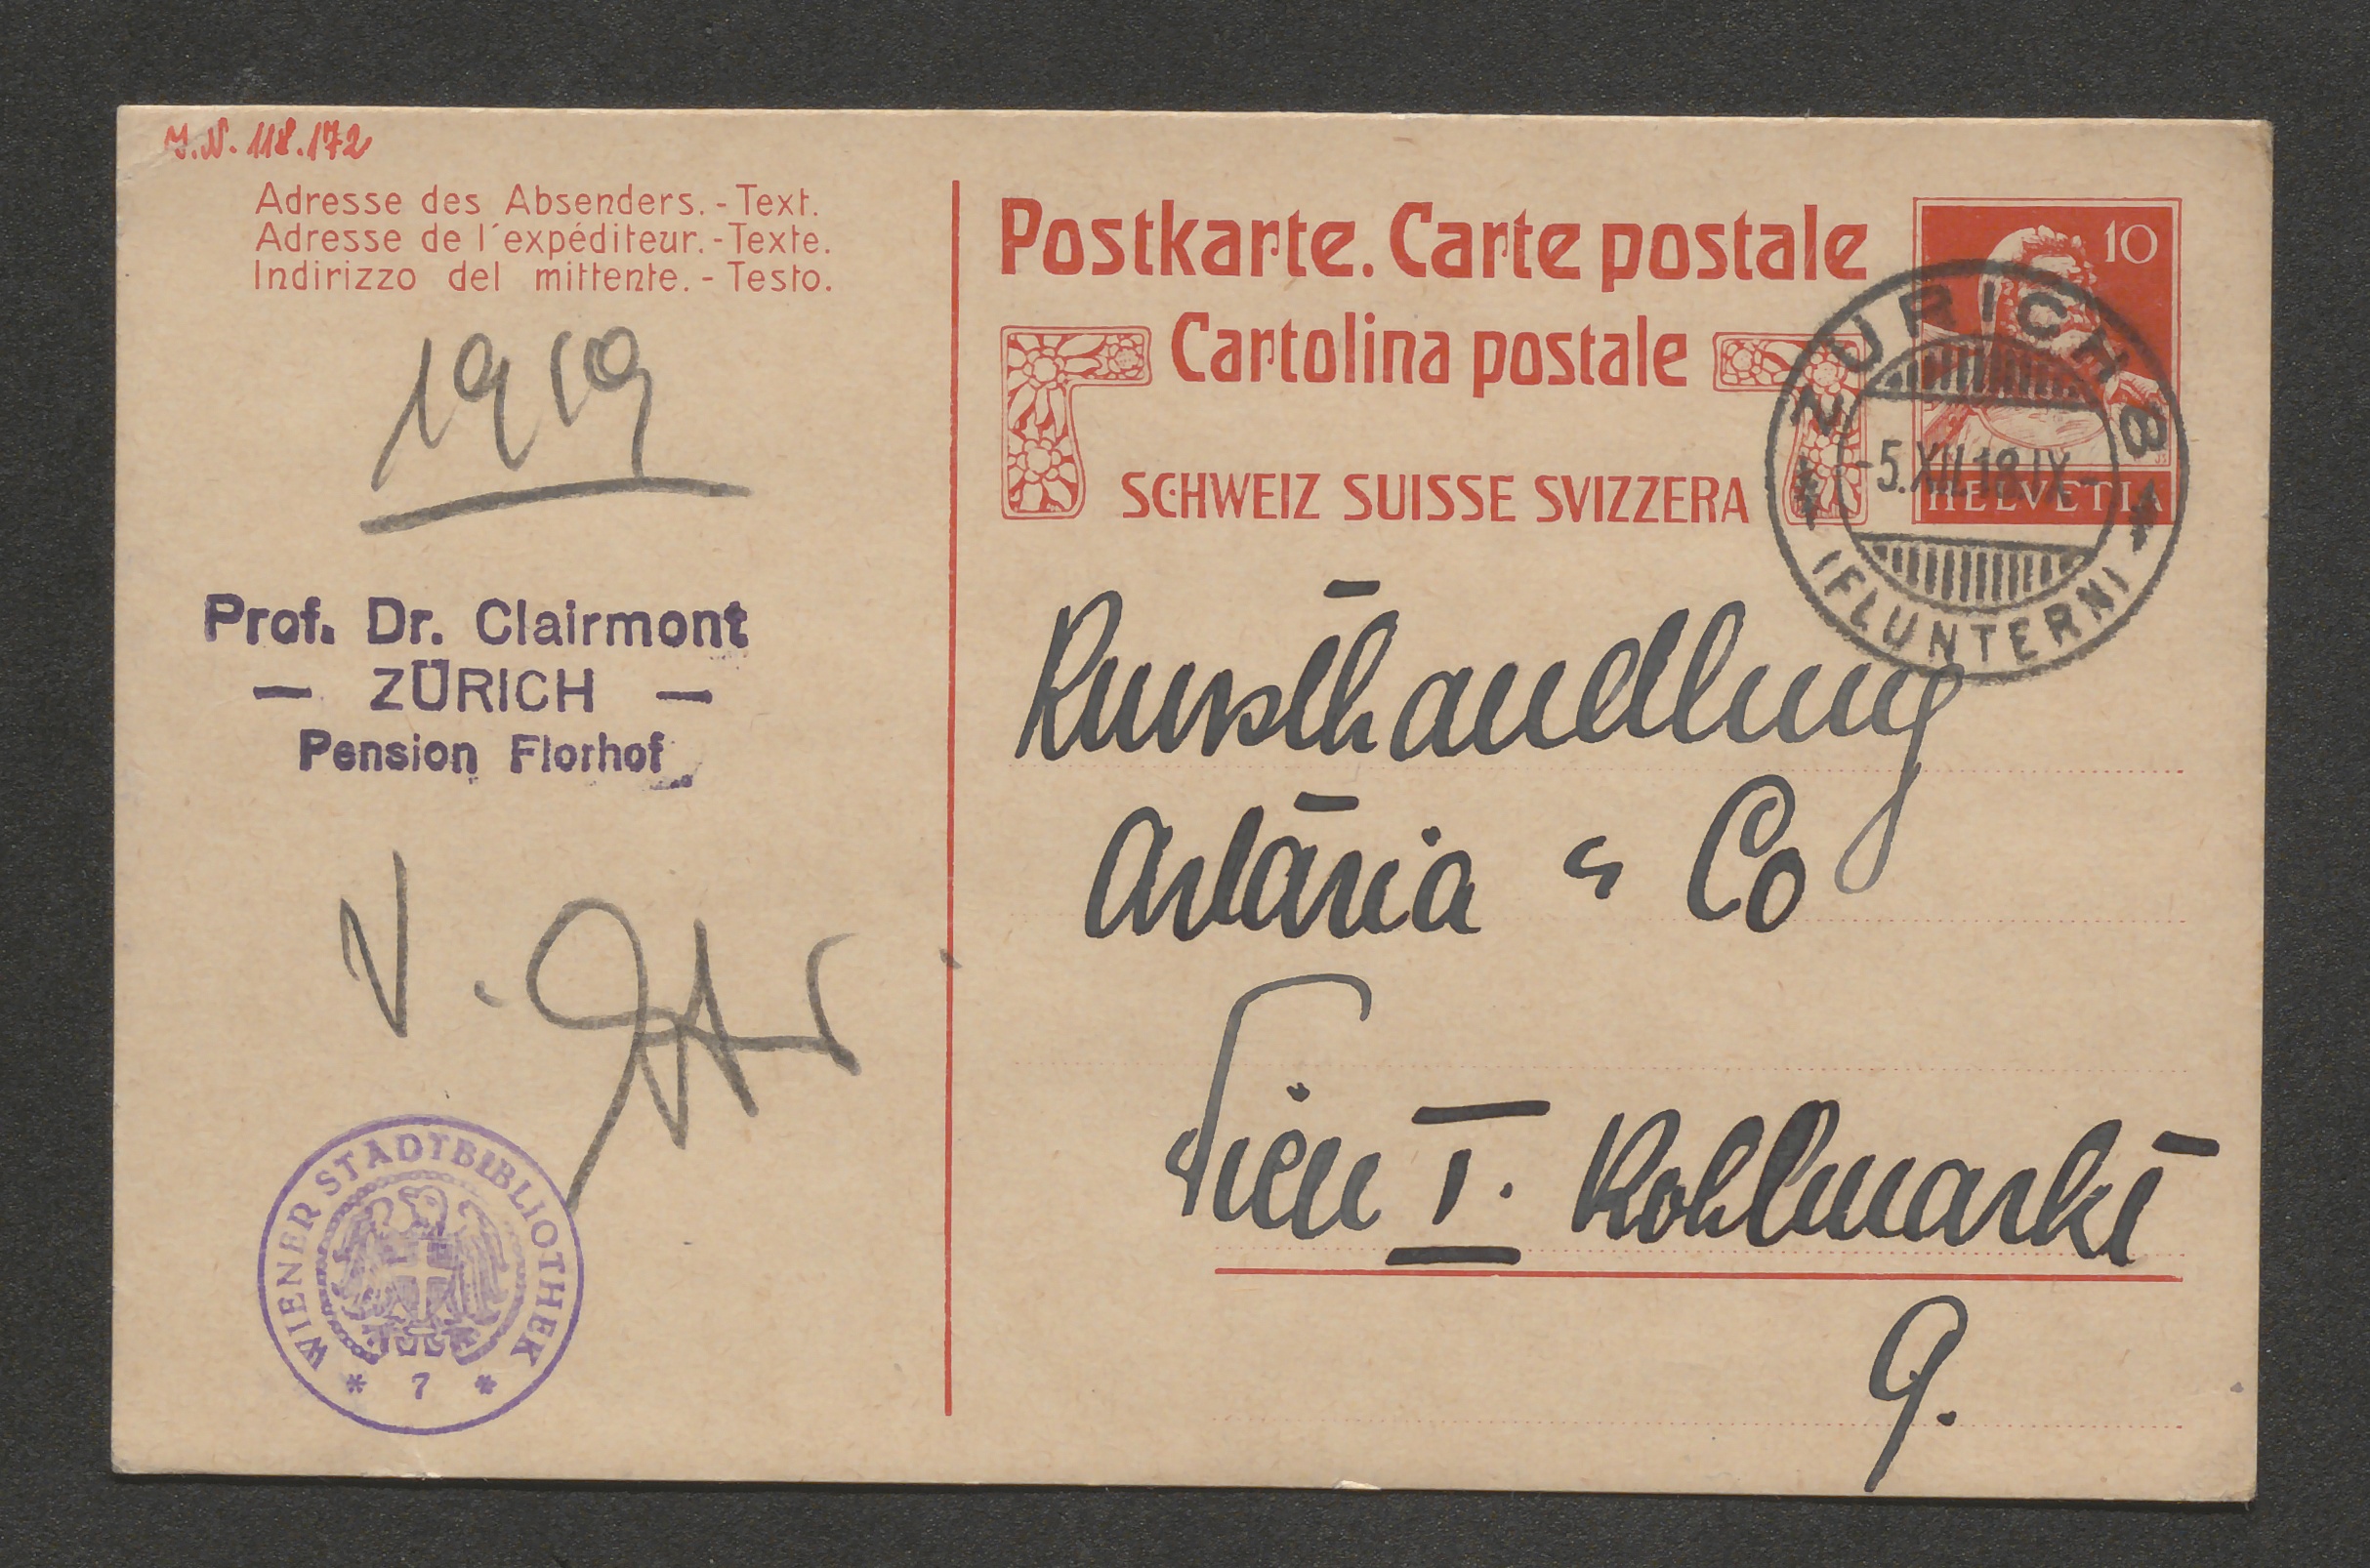 J.N. 118.172
Adresse des Absenders. - Text.
Adresse de l'expéditeur. - Texte.
Indirizzo del mittente. - Testo.
1919
Prof. Dr. Clairmont
— ZÜRICH —
Pension Florhof
WIENER STADTBIBLIOTHEK
* 7 *
Postkarte. Carte postale
Cartolina postale
SCHWEIZ SUISSE SVIZZERA
10
HELVETIA
ZÜRICH 8
-5.XII.18.IX-
(FLUNTERN)
Kunsthandlung
Artaria & Co
Wien I. Kohlmarkt
9.